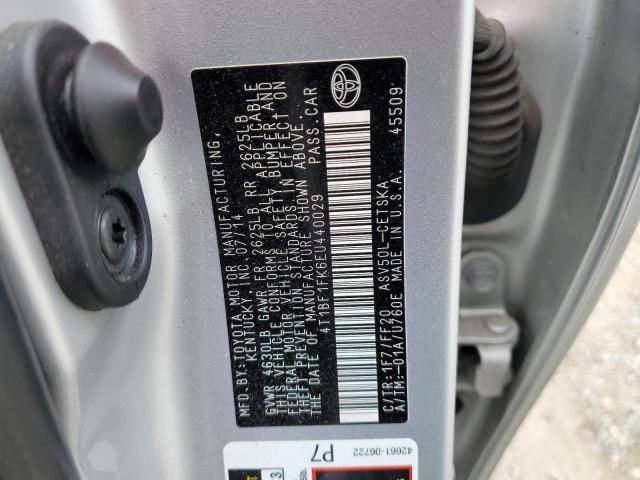 MFD. BY:TOYOTA MOTOR MANUFACTURING,
KENTUCKY, INC. 07/14
GVWR 4630LB GAWR FR 2625LB RR 2625LB
THIS VEHICLE CONFORMS TO ALL APPLICABLE
FEDERAL MOTOR VEHICLE SAFETY, BUMPER, AND
THEFT PREVENTION STANDARDS IN EFFECT ON
THE DATE OF MANUFACTURE SHOWN ABOVE.
4T1BF1FK6EU440029 PASS. CAR
C/TR:1F7/FF20 ASV50L-CETSKA
A/TM:-01A/U760E MADE IN U.S.A.
45509
42661-06722
P7
3